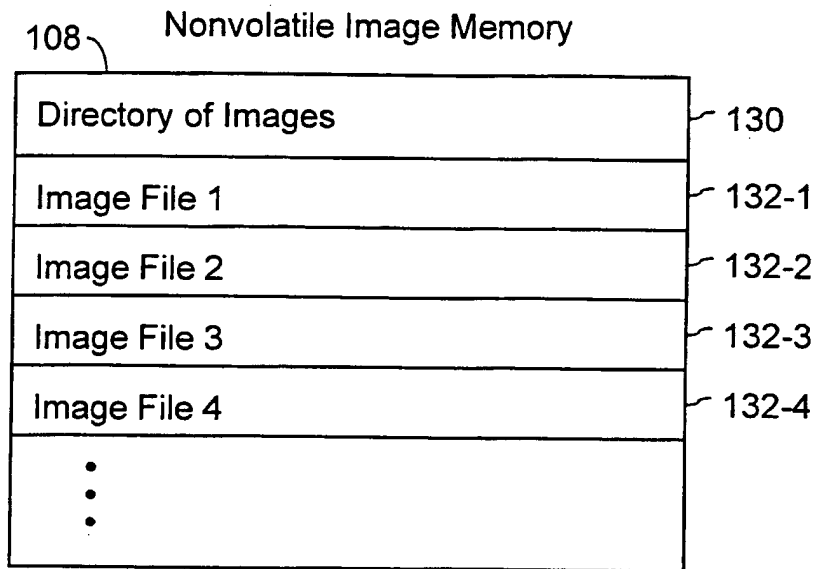 Nonvolatile Image Memory
108
Directory of Images 130
Image File 1 132-1
Image File 2 132-2
Image File 3 132-3
Image File 4 132-4